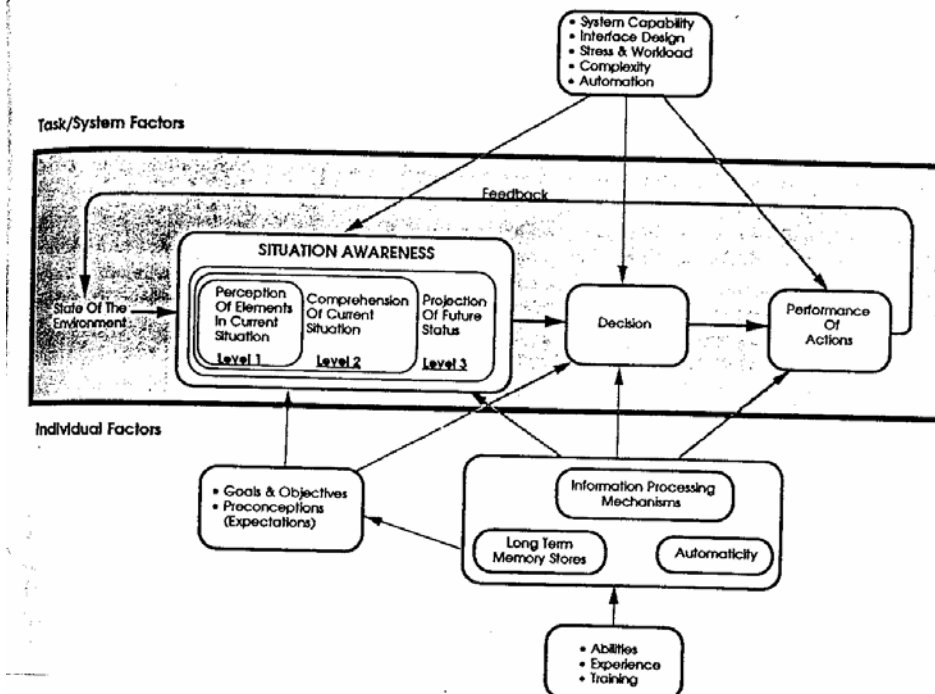 • System Capability
• Interface Design
• Stress & Workload
• Complexity
• Automation
Task/System Factors
Feedback
SITUATION AWARENESS
State Of The
Environment
Perception
Of Elements
In Current
Situation
Level 1
Comprehension
Of Current
Situation
Level 2
Projection
Of Future
Status
Level 3
Decision
Performance
Of
Actions
Individual Factors
• Goals & Objectives
• Preconceptions
(Expectations)
Information Processing
Mechanisms
Long Term
Memory Stores
Automaticity
• Abilities
• Experience
• Training